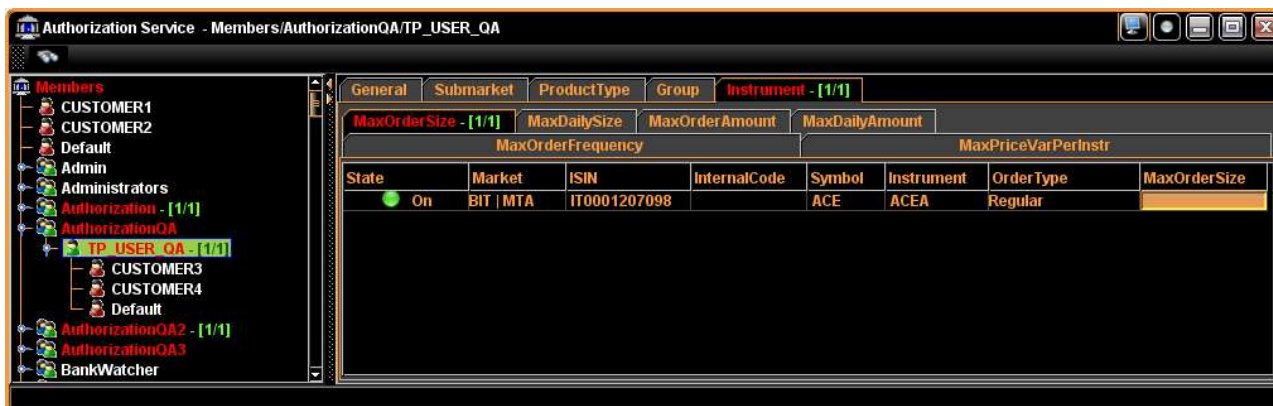 Authorization Service - Members/AuthorizationQA/TP_USER_QA
Members
CUSTOMER1
CUSTOMER2
Default
Admin
Administrators
Authorization - [1/1]
AuthorizationQA
TP_USER_QA - [1/1]
CUSTOMER3
CUSTOMER4
Default
AuthorizationQA2 - [1/1]
AuthorizationQA3
BankWatcher
General Submarket ProductType Group Instrument - [1/1]
MaxOrderSize - [1/1] MaxDailySize MaxOrderAmount MaxDailyAmount
MaxOrderFrequency MaxPriceVarPerInstr
State Market ISIN InternalCode Symbol Instrument OrderType MaxOrderSize
On BIT | MTA IT0001207098 ACE ACEA Regular